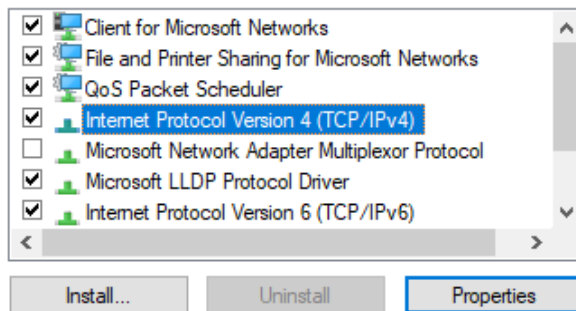 Client for Microsoft Networks
File and Printer Sharing for Microsoft Networks
QoS Packet Scheduler
Internet Protocol Version 4 (TCP/IPv4)
Microsoft Network Adapter Multiplexor Protocol
Microsoft LLDP Protocol Driver
Internet Protocol Version 6 (TCP/IPv6)
Install... Uninstall Properties